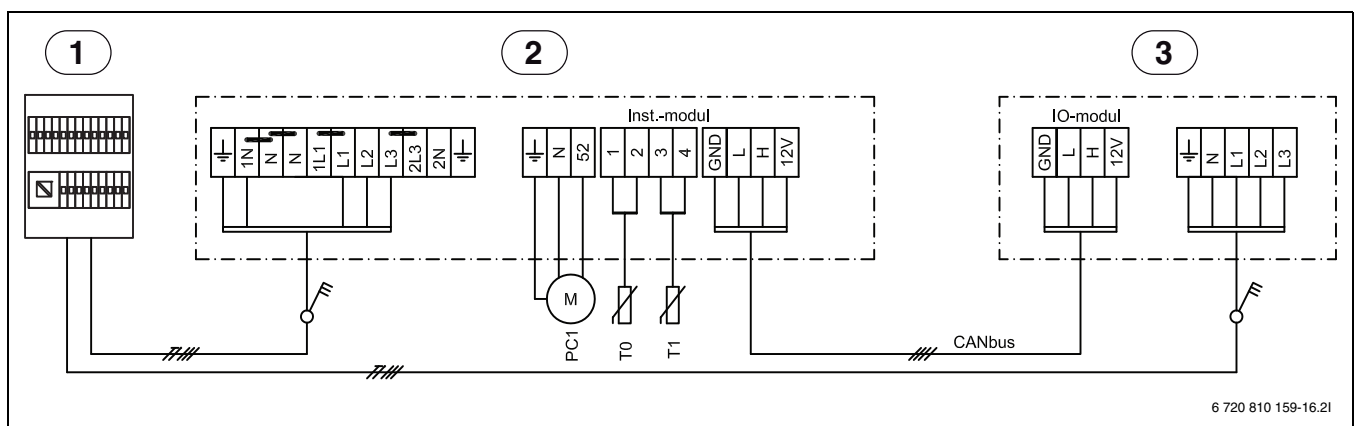 1
2
3
Inst.-modul
IO-modul
1N N N 1L1 L1 L2 L3 2L3 2N
N 52
1 2 3 4
GND L H 12V
GND L H 12V
N L1 L2 L3
M
PC1
T0
T1
CANbus
6 720 810 159-16.2I